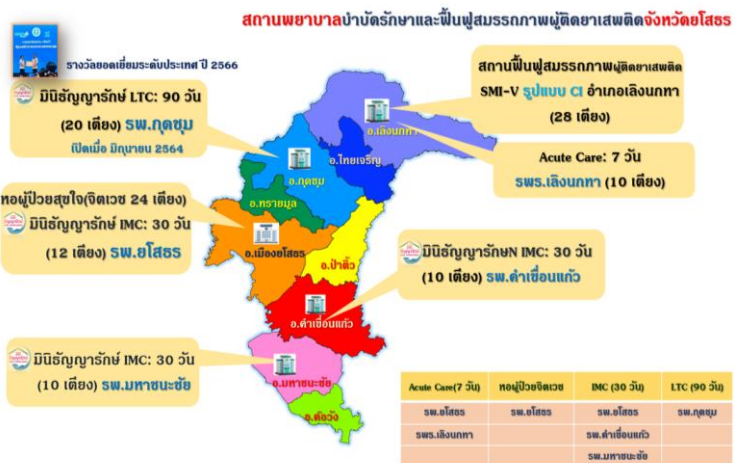 สถานพยาบาลบำบัดรักษาและฟื้นฟูสมรรถภาพผู้ติดยาเสพติดจังหวัดยโสธร
รางวัลยอดเยี่ยมระดับประเทศ ปี 2566
มินิธัญญารักษ์ LTC: 90 วัน
(20 เตียง) รพ.กุดชุม
เปิดเมื่อ มิถุนายน 2564
สถานฟื้นฟูสมรรถภาพผู้ติดยาเสพติด
SMI-V รูปแบบ CI อำเภอเลิงนกทา
(28 เตียง)
Acute Care: 7 วัน
รพร.เลิงนกทา (10 เตียง)
หอผู้ป่วยสุขใจ(จิตเวช 24 เตียง)
มินิธัญญารักษ์ IMC: 30 วัน
(12 เตียง) รพ.ยโสธร
มินิธัญญารักษN IMC: 30 วัน
(10 เตียง) รพ.คำเขื่อนแก้ว
มินิธัญญารักษ์ IMC: 30 วัน
(10 เตียง) รพ.มหาชนะชัย
อ.เลิงนกทา
อ.ไทยเจริญ
อ.กุดชุม
อ.ทรายมูล
อ.เมืองยโสธร
อ.ป่าติ้ว
อ.คำเขื่อนแก้ว
อ.มหาชนะชัย
อ.ค้อวัง
Acute Care(7 วัน) หอผู้ป่วยจิตเวช IMC (30 วัน) LTC (90 วัน)
รพ.ยโสธร รพ.ยโสธร รพ.ยโสธร รพ.กุดชุม
รพร.เลิงนกทา รพ.คำเขื่อนแก้ว
รพ.มหาชนะชัย